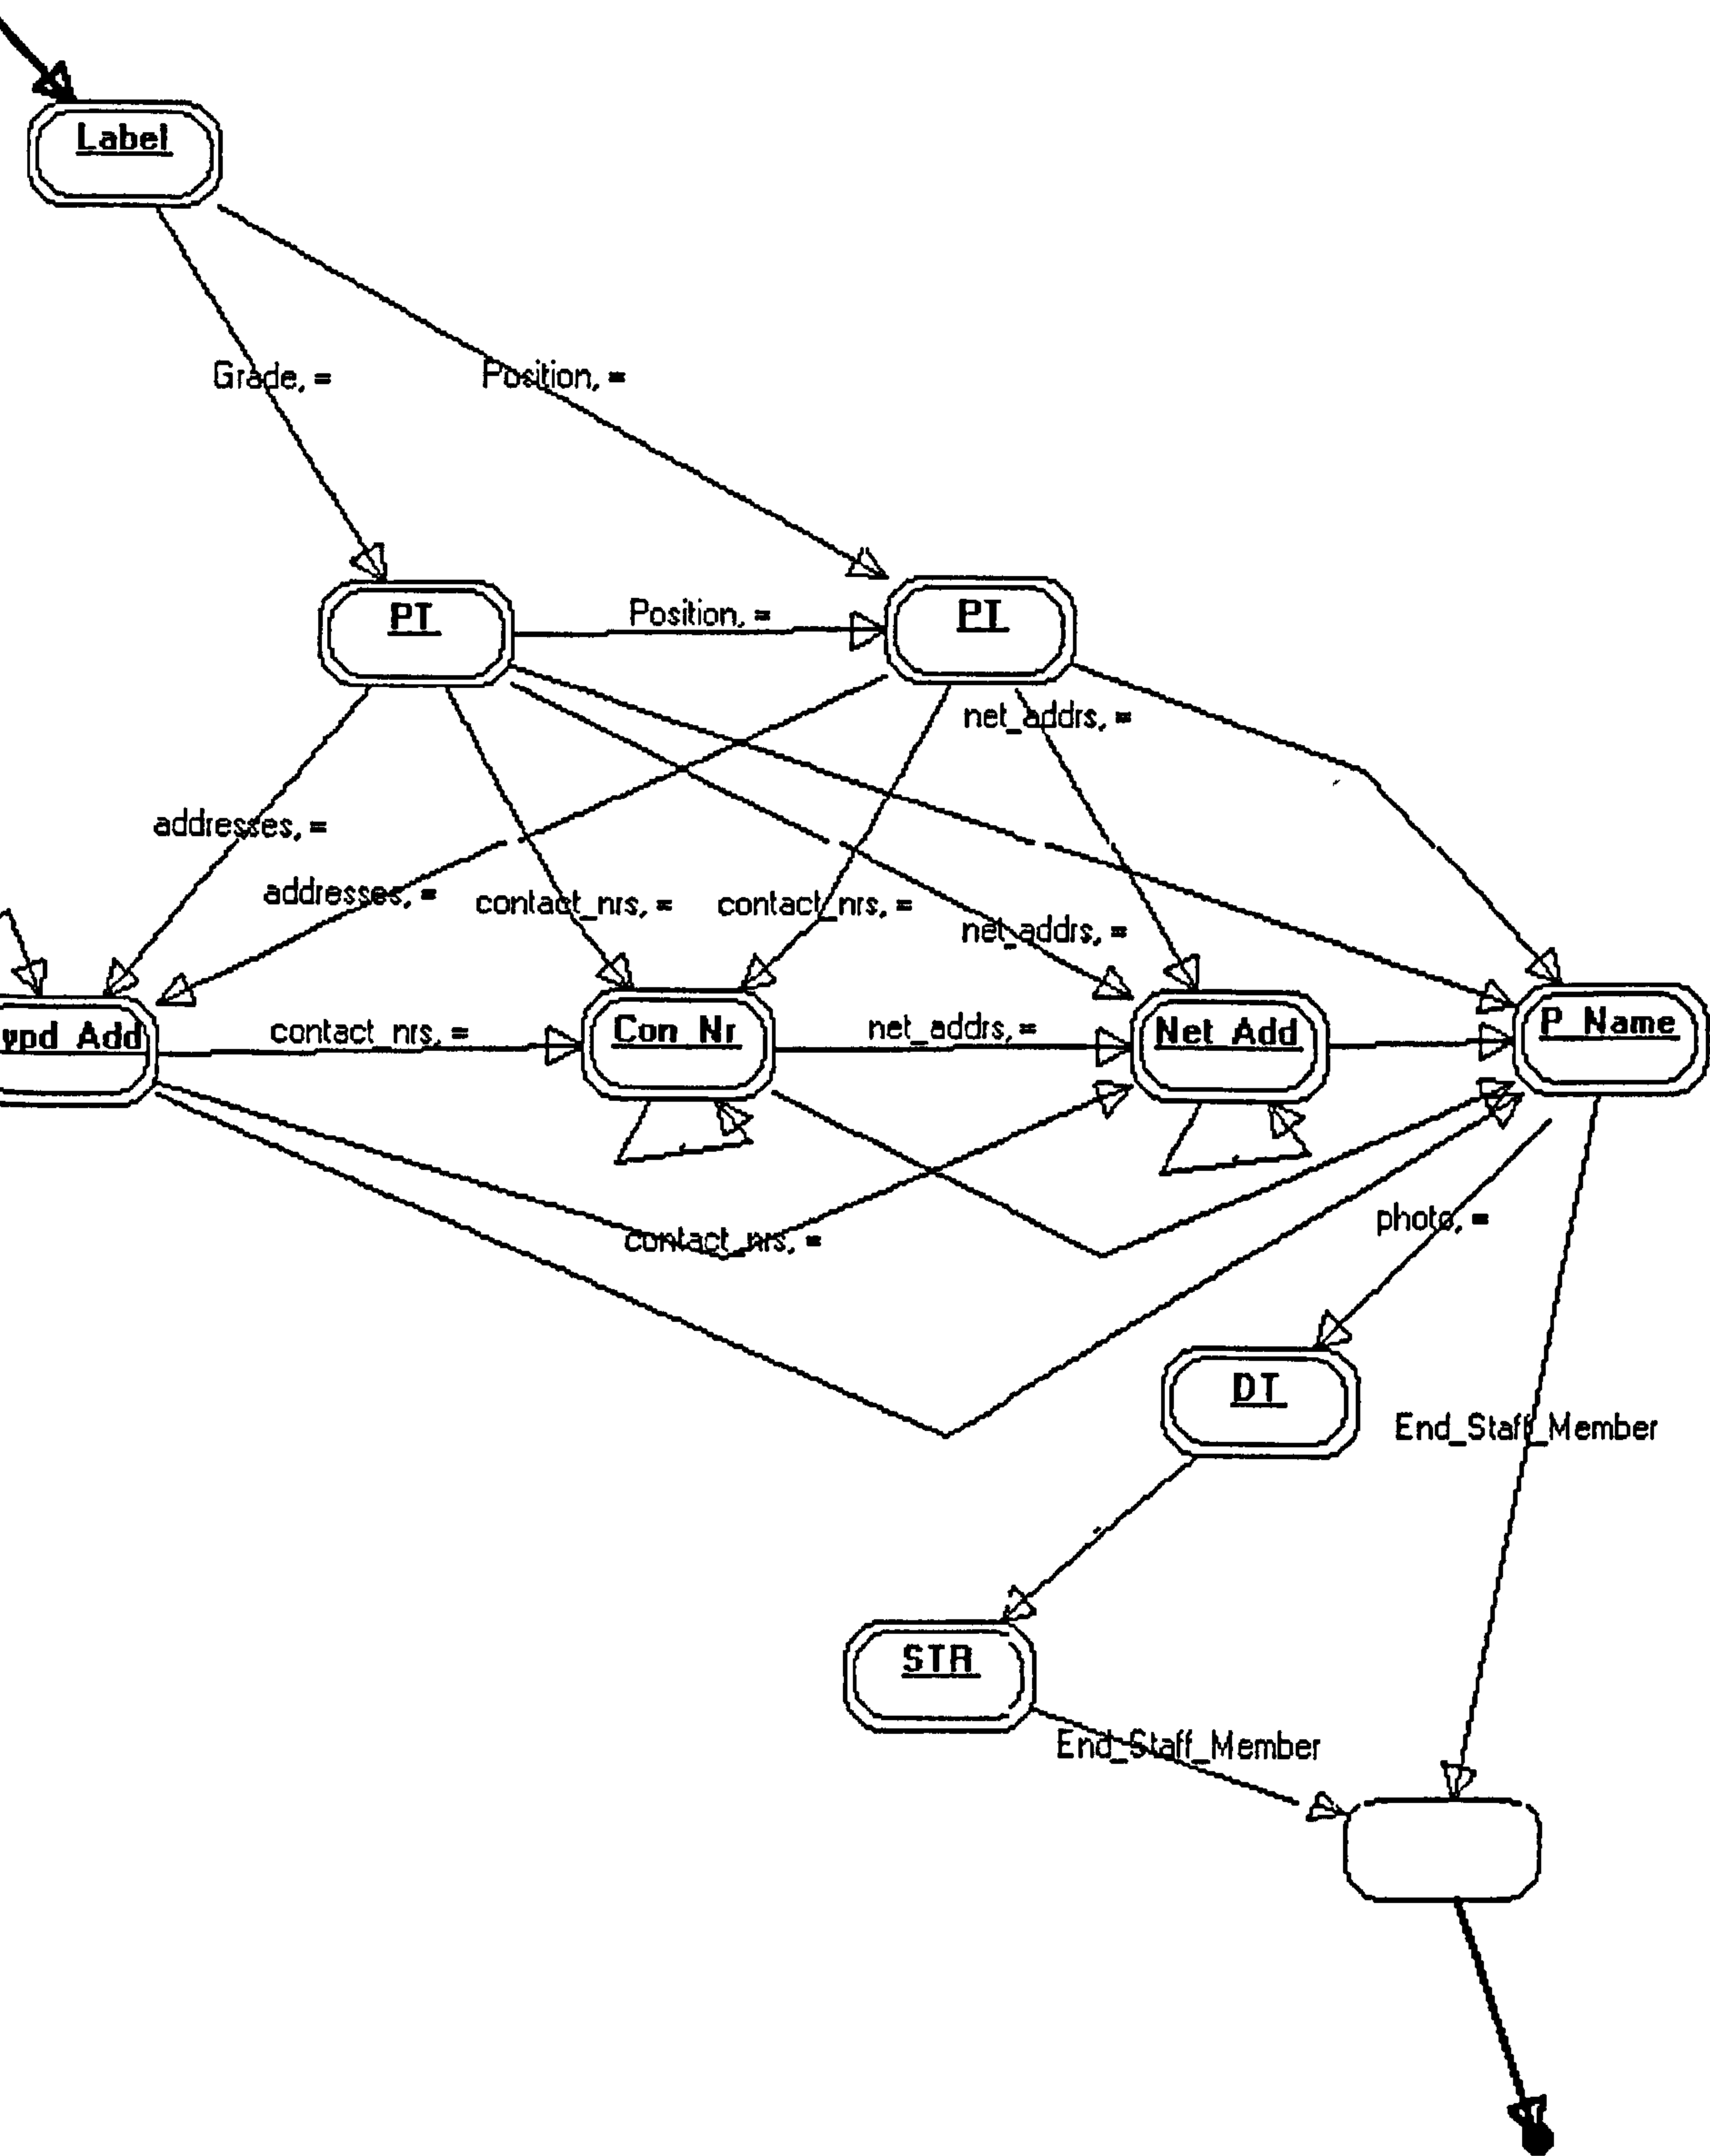 Label
Grade, =
Position, =
PT
Position, =
PT
net_addrs, =
addresses, =
addresses, =
contact_nrs, =
contact_nrs, =
net_addrs, =
ypd_Add
contact_nrs, =
Con_Nr
net_addrs, =
Net_Add
P_Name
contact_nrs, =
photo, =
DT
End_Staff_Member
STR
End_Staff_Member